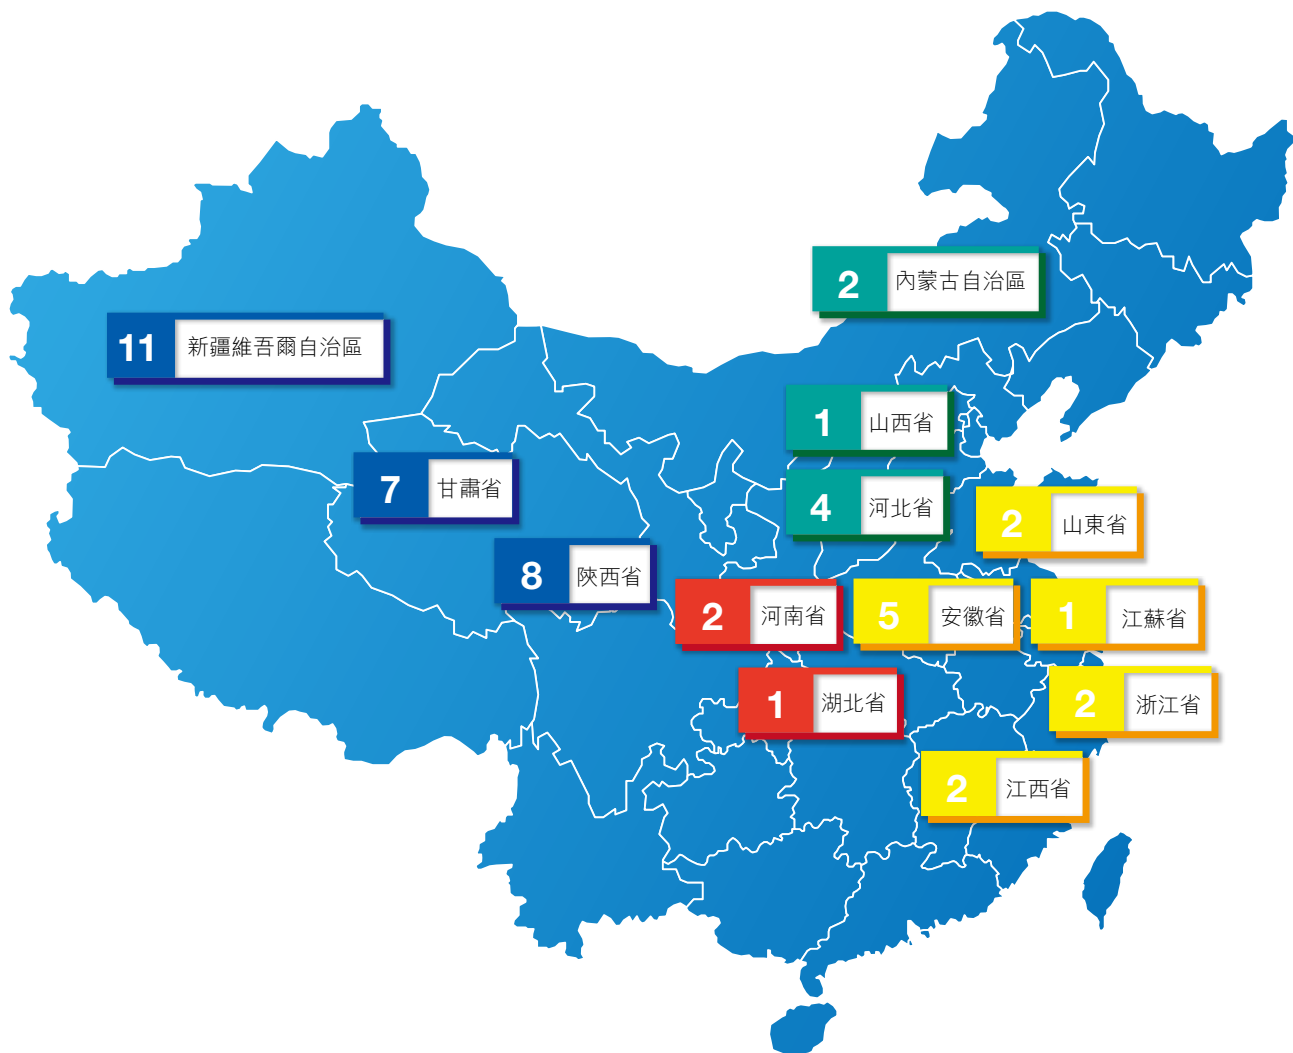 2 內蒙古自治區
11 新疆維吾爾自治區
1 山西省
7 甘肅省
4 河北省
2 山東省
8 陝西省
2 河南省
5 安徽省
1 江蘇省
1 湖北省
2 浙江省
2 江西省